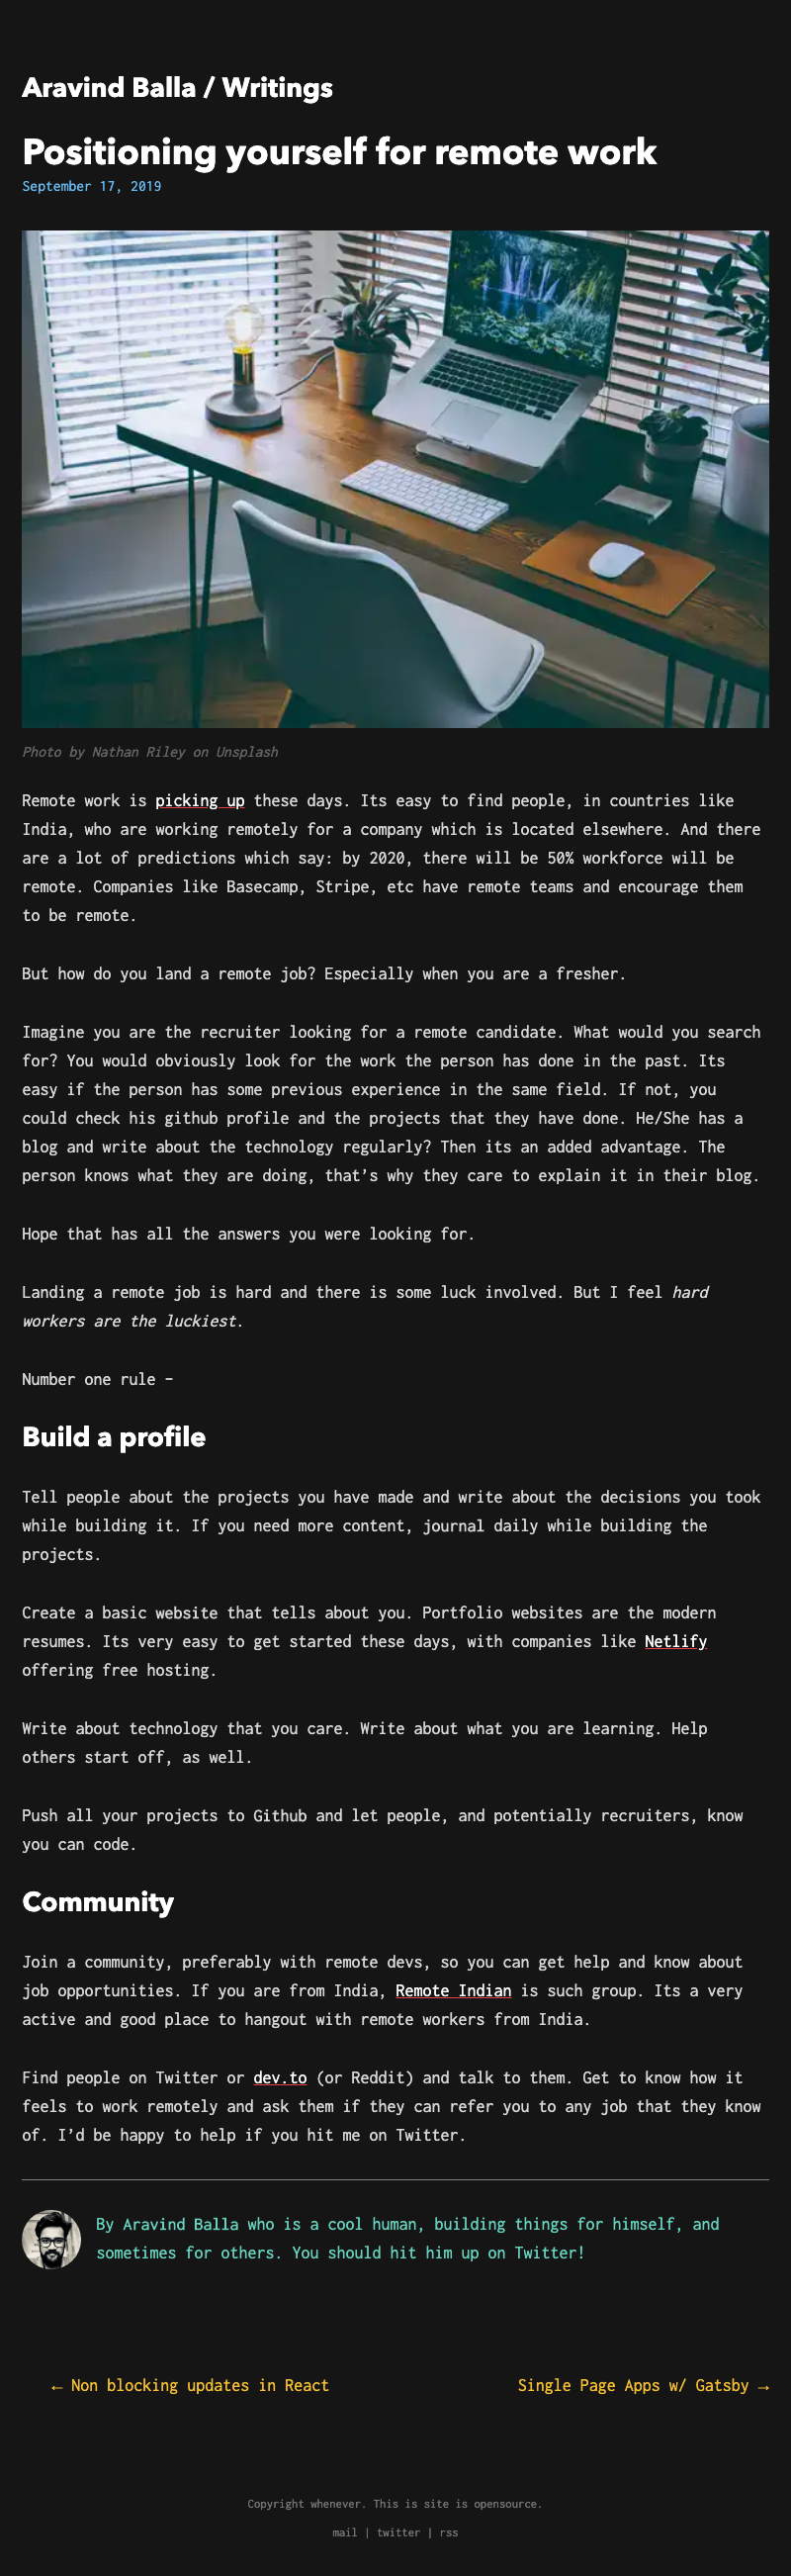 Aravind Balla / Writings
Positioning yourself for remote work
September 17, 2019
Photo by Nathan Riley on Unsplash
Remote work is picking up these days. Its easy to find people, in countries like
India, who are working remotely for a company which is located elsewhere. And there
are a lot of predictions which say: by 2020, there will be 50% workforce will be
remote. Companies like Basecamp, Stripe, etc have remote teams and encourage them
to be remote.
But how do you land a remote job? Especially when you are a fresher.
Imagine you are the recruiter looking for a remote candidate. What would you search
for? You would obviously look for the work the person has done in the past. Its
easy if the person has some previous experience in the same field. If not, you
could check his github profile and the projects that they have done. He/She has a
blog and write about the technology regularly? Then its an added advantage. The
person knows what they are doing, that’s why they care to explain it in their blog.
Hope that has all the answers you were looking for.
Landing a remote job is hard and there is some luck involved. But I feel hard
workers are the luckiest.
Number one rule –
Build a profile
Tell people about the projects you have made and write about the decisions you took
while building it. If you need more content, journal daily while building the
projects.
Create a basic website that tells about you. Portfolio websites are the modern
resumes. Its very easy to get started these days, with companies like Netlify
offering free hosting.
Write about technology that you care. Write about what you are learning. Help
others start off, as well.
Push all your projects to Github and let people, and potentially recruiters, know
you can code.
Community
Join a community, preferably with remote devs, so you can get help and know about
job opportunities. If you are from India, Remote Indian is such group. Its a very
active and good place to hangout with remote workers from India.
Find people on Twitter or dev.to (or Reddit) and talk to them. Get to know how it
feels to work remotely and ask them if they can refer you to any job that they know
of. I’d be happy to help if you hit me on Twitter.
By Aravind Balla who is a cool human, building things for himself, and
sometimes for others. You should hit him up on Twitter!
← Non blocking updates in React
Single Page Apps w/ Gatsby →
Copyright whenever. This is site is opensource.
mail | twitter | rss